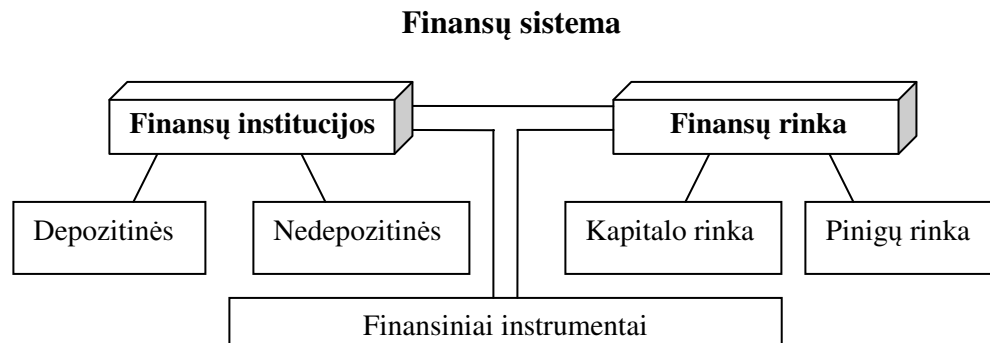 Finansų sistema
Finansų institucijos
Finansų rinka
Depozitinės
Nedepozitinės
Kapitalo rinka
Pinigų rinka
Finansiniai instrumentai